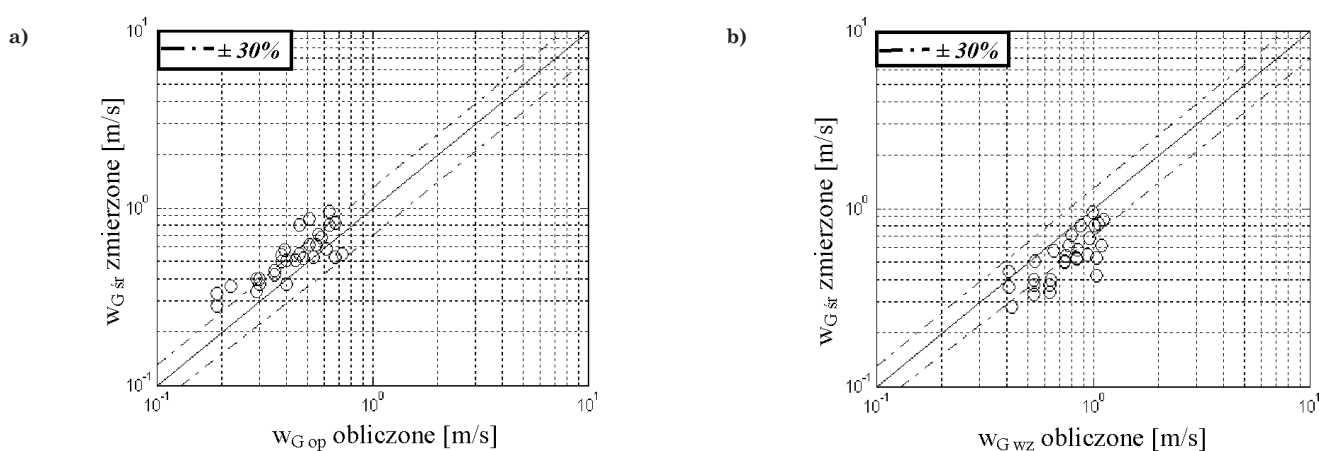 a)
± 30%
10¹
10⁰
10⁻¹
w_G śr zmierzone [m/s]
10⁻¹ 10⁰ 10¹
w_G op obliczone [m/s]
b)
± 30%
10¹
10⁰
10⁻¹
w_G śr zmierzone [m/s]
10⁻¹ 10⁰ 10¹
w_G wz obliczone [m/s]